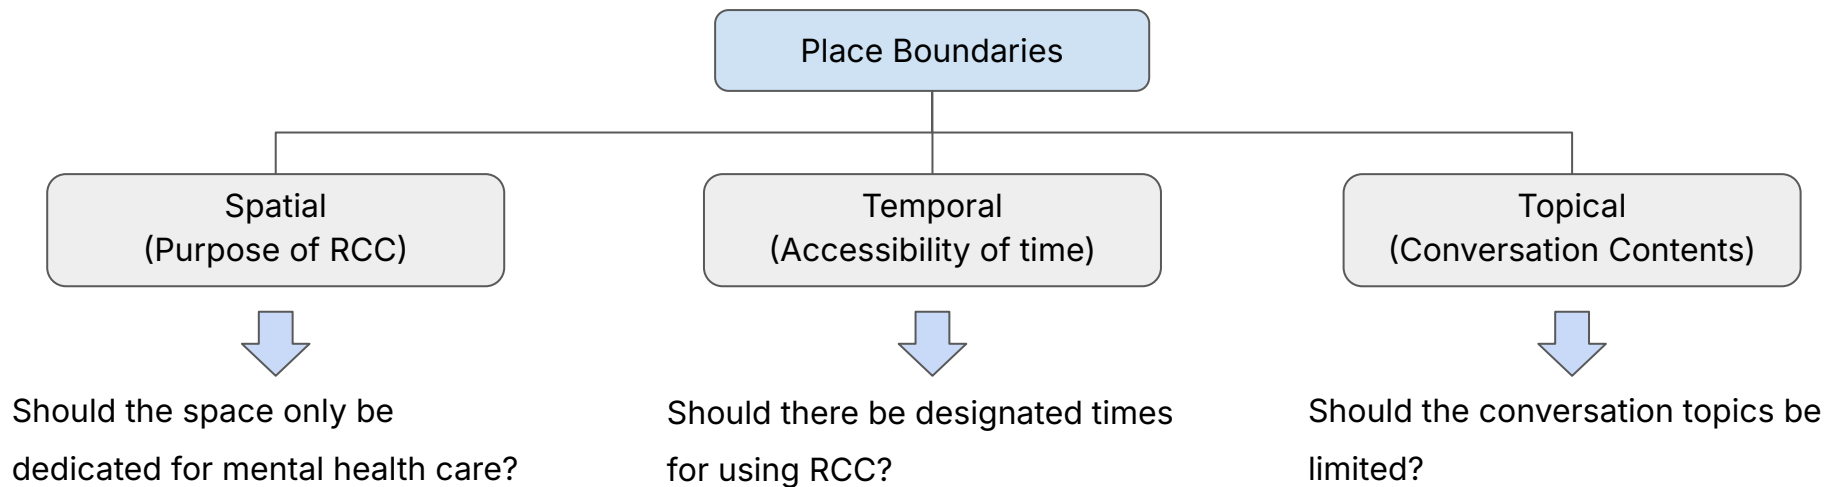 Place Boundaries
Spatial
(Purpose of RCC)
Temporal
(Accessibility of time)
Topical
(Conversation Contents)
Should the space only be
dedicated for mental health care?
Should there be designated times
for using RCC?
Should the conversation topics be
limited?